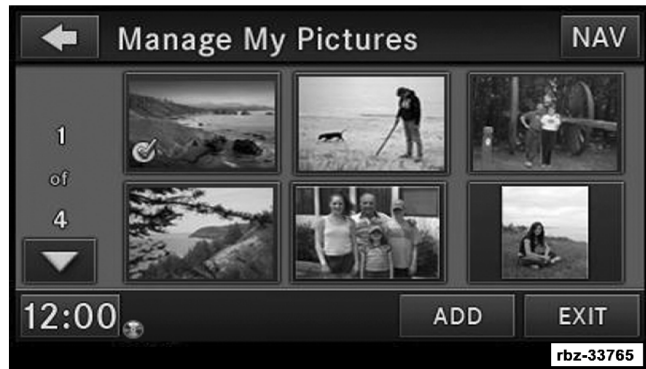 Manage My Pictures
NAV
1
of
4
12:00
ADD
EXIT
rbz-33765